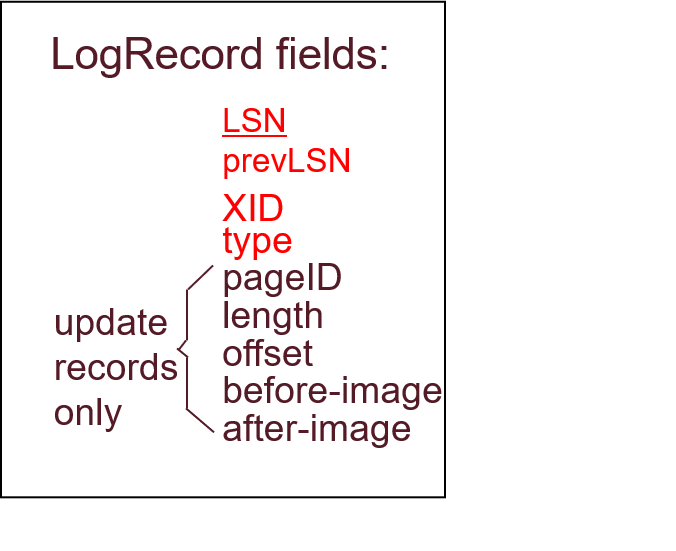 LogRecord fields:
LSN
prevLSN
XID
type
pageID
length
offset
before-image
after-image
update
records
only